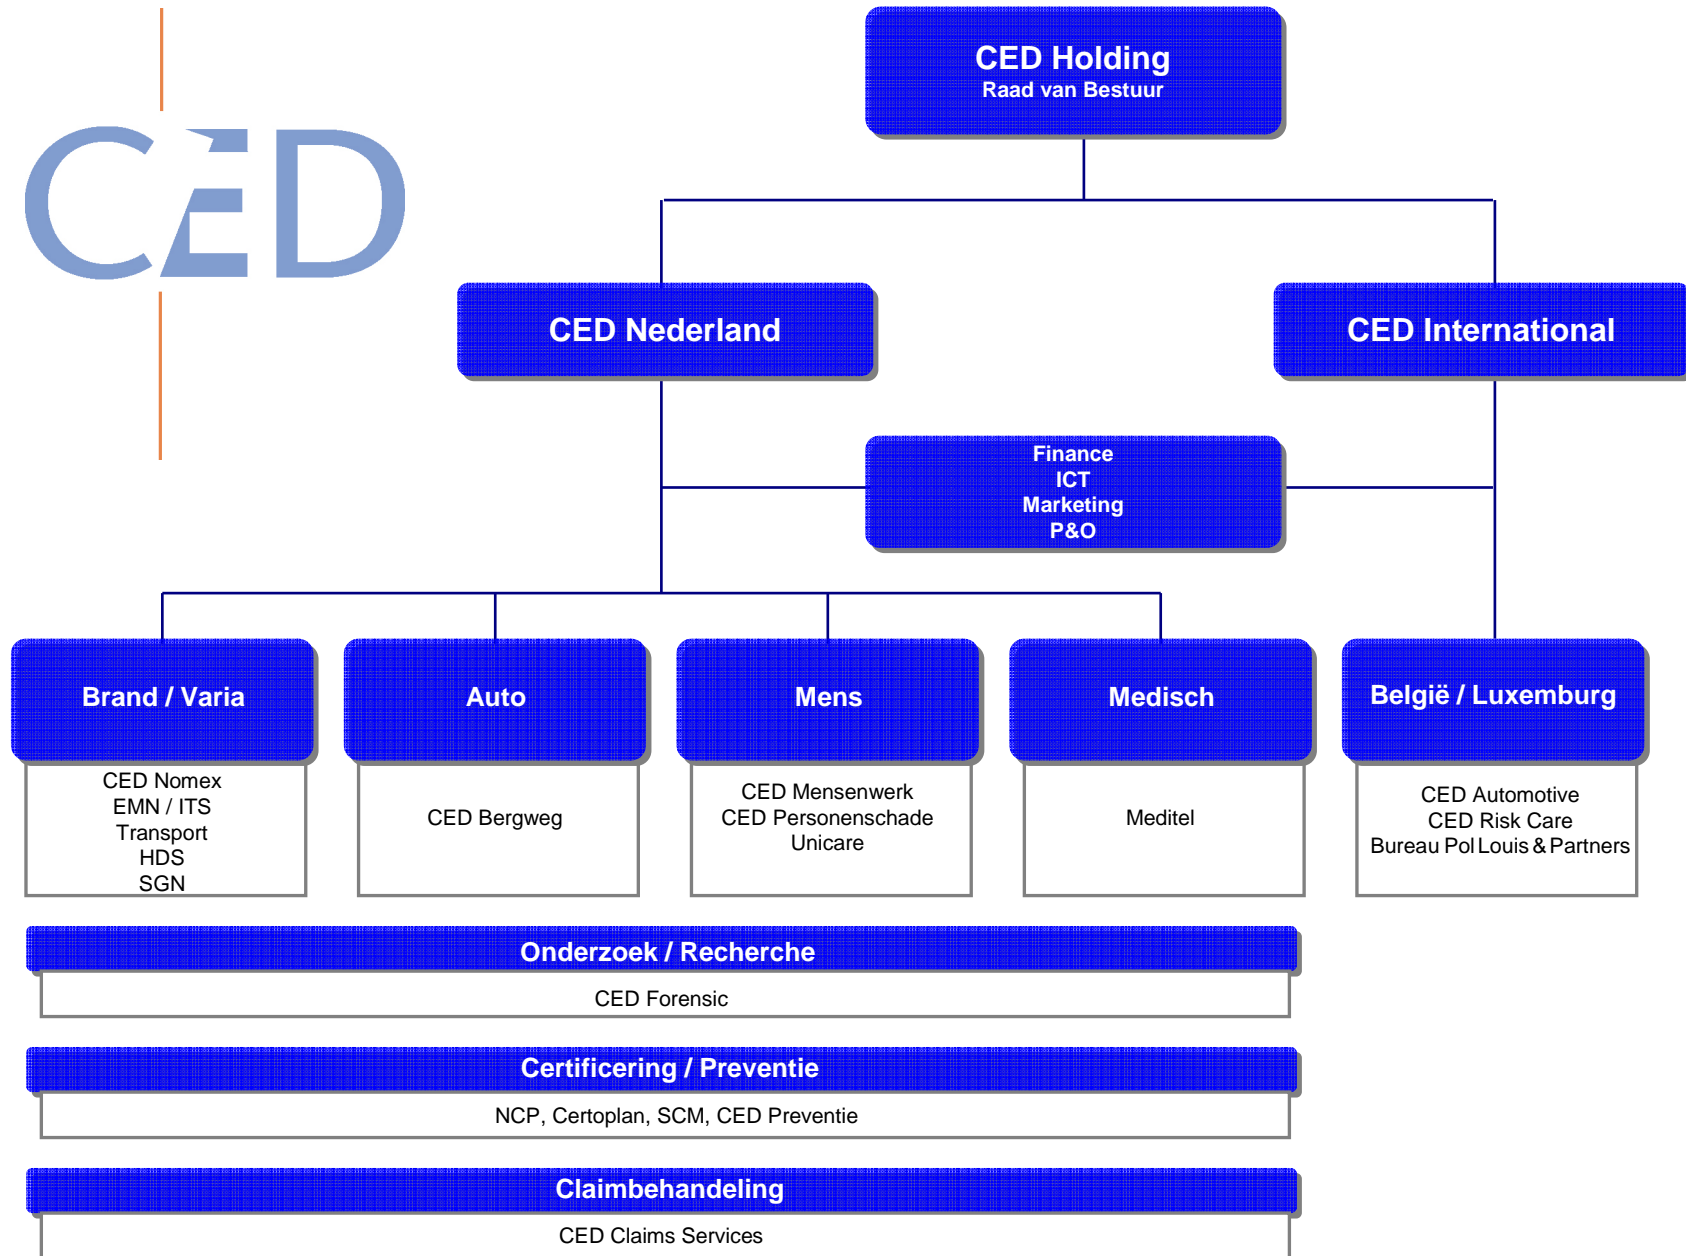 CED
CED Holding
Raad van Bestuur
CED Nederland
CED International
Finance
ICT
Marketing
P&O
Brand / Varia
CED Nomex
EMN / ITS
Transport
HDS
SGN
Auto
CED Bergweg
Mens
CED Mensenwerk
CED Personenschade
Unicare
Medisch
Meditel
België / Luxemburg
CED Automotive
CED Risk Care
Bureau Pol Louis & Partners
Onderzoek / Recherche
CED Forensic
Certificering / Preventie
NCP, Certoplan, SCM, CED Preventie
Claimbehandeling
CED Claims Services